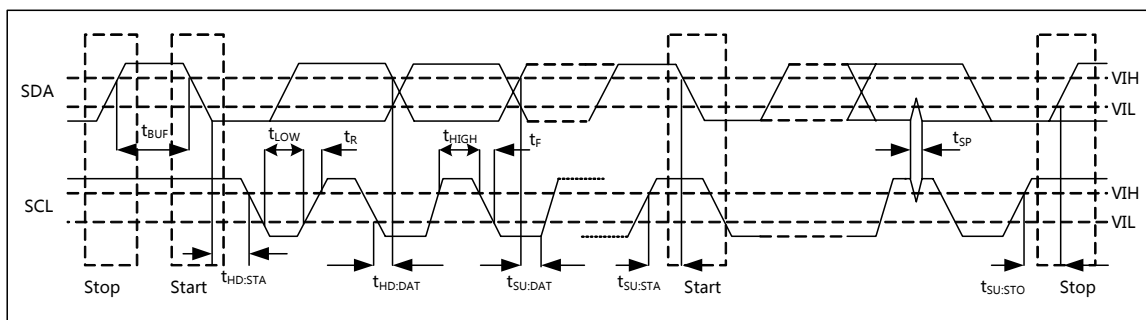 SDA
VIH
VIL
tBUF
tLOW
tR
tHIGH
tF
tSP
SCL
VIH
VIL
Stop
Start
tHD:STA
tHD:DAT
tSU:DAT
tSU:STA
Start
tSU:STO
Stop